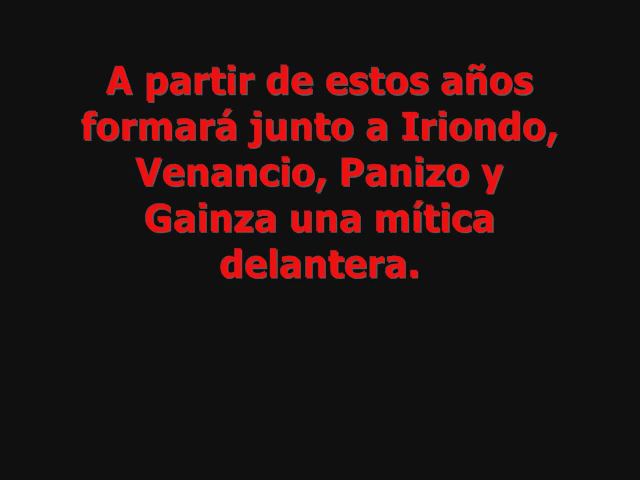 A partir de estos años
formará junto a Iriondo,
Venancio, Panizo y
Gainza una mítica
delantera.